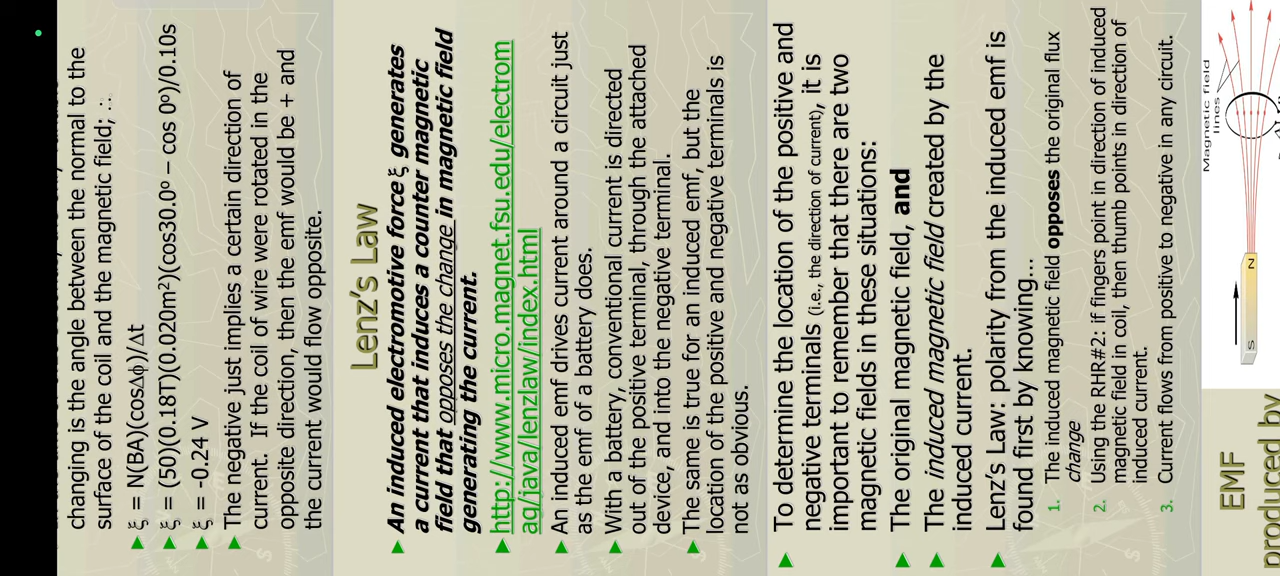 changing is the angle between the normal to the
surface of the coil and the magnetic field; ∴
ξ = N(BA)(cosΔϕ)/Δt
ξ = (50)(0.18T)(0.020m²)(cos30.0º – cos 0º)/0.10s
ξ = -0.24 V
The negative just implies a certain direction of
current. If the coil of wire were rotated in the
opposite direction, then the emf would be + and
the current would flow opposite.
Lenz's Law
An induced electromotive force ξ generates
a current that induces a counter magnetic
field that opposes the change in magnetic field
generating the current.
http://www.micro.magnet.fsu.edu/electrom
ag/java/lenzlaw/index.html
An induced emf drives current around a circuit just
as the emf of a battery does.
With a battery, conventional current is directed
out of the positive terminal, through the attached
device, and into the negative terminal.
The same is true for an induced emf, but the
location of the positive and negative terminals is
not as obvious.
To determine the location of the positive and
negative terminals (i.e., the direction of current), it is
important to remember that there are two
magnetic fields in these situations:
The original magnetic field, and
The induced magnetic field created by the
induced current.
Lenz's Law: polarity from the induced emf is
found first by knowing…
1. The induced magnetic field opposes the original flux
change
2. Using the RHR#2: if fingers point in direction of induced
magnetic field in coil, then thumb points in direction of
induced current.
3. Current flows from positive to negative in any circuit.
EMF
produced by
Magnetic field
lines
S N